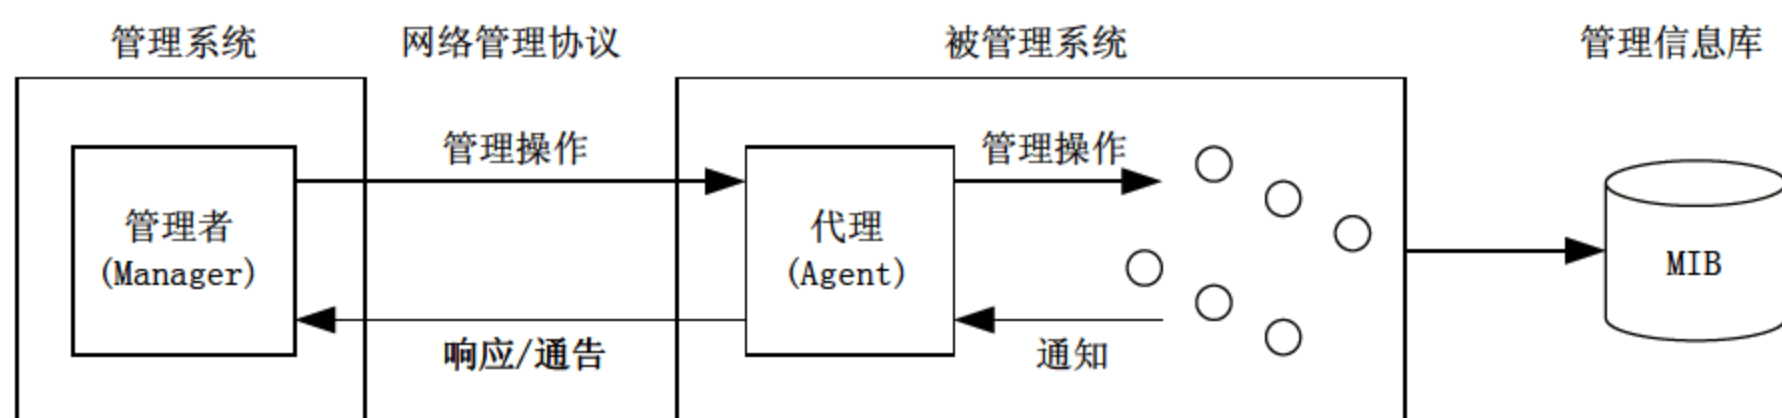 管理系统
网络管理协议
被管理系统
管理信息库
管理操作
管理操作
管理者
(Manager)
代理
(Agent)
MIB
响应/通告
通知